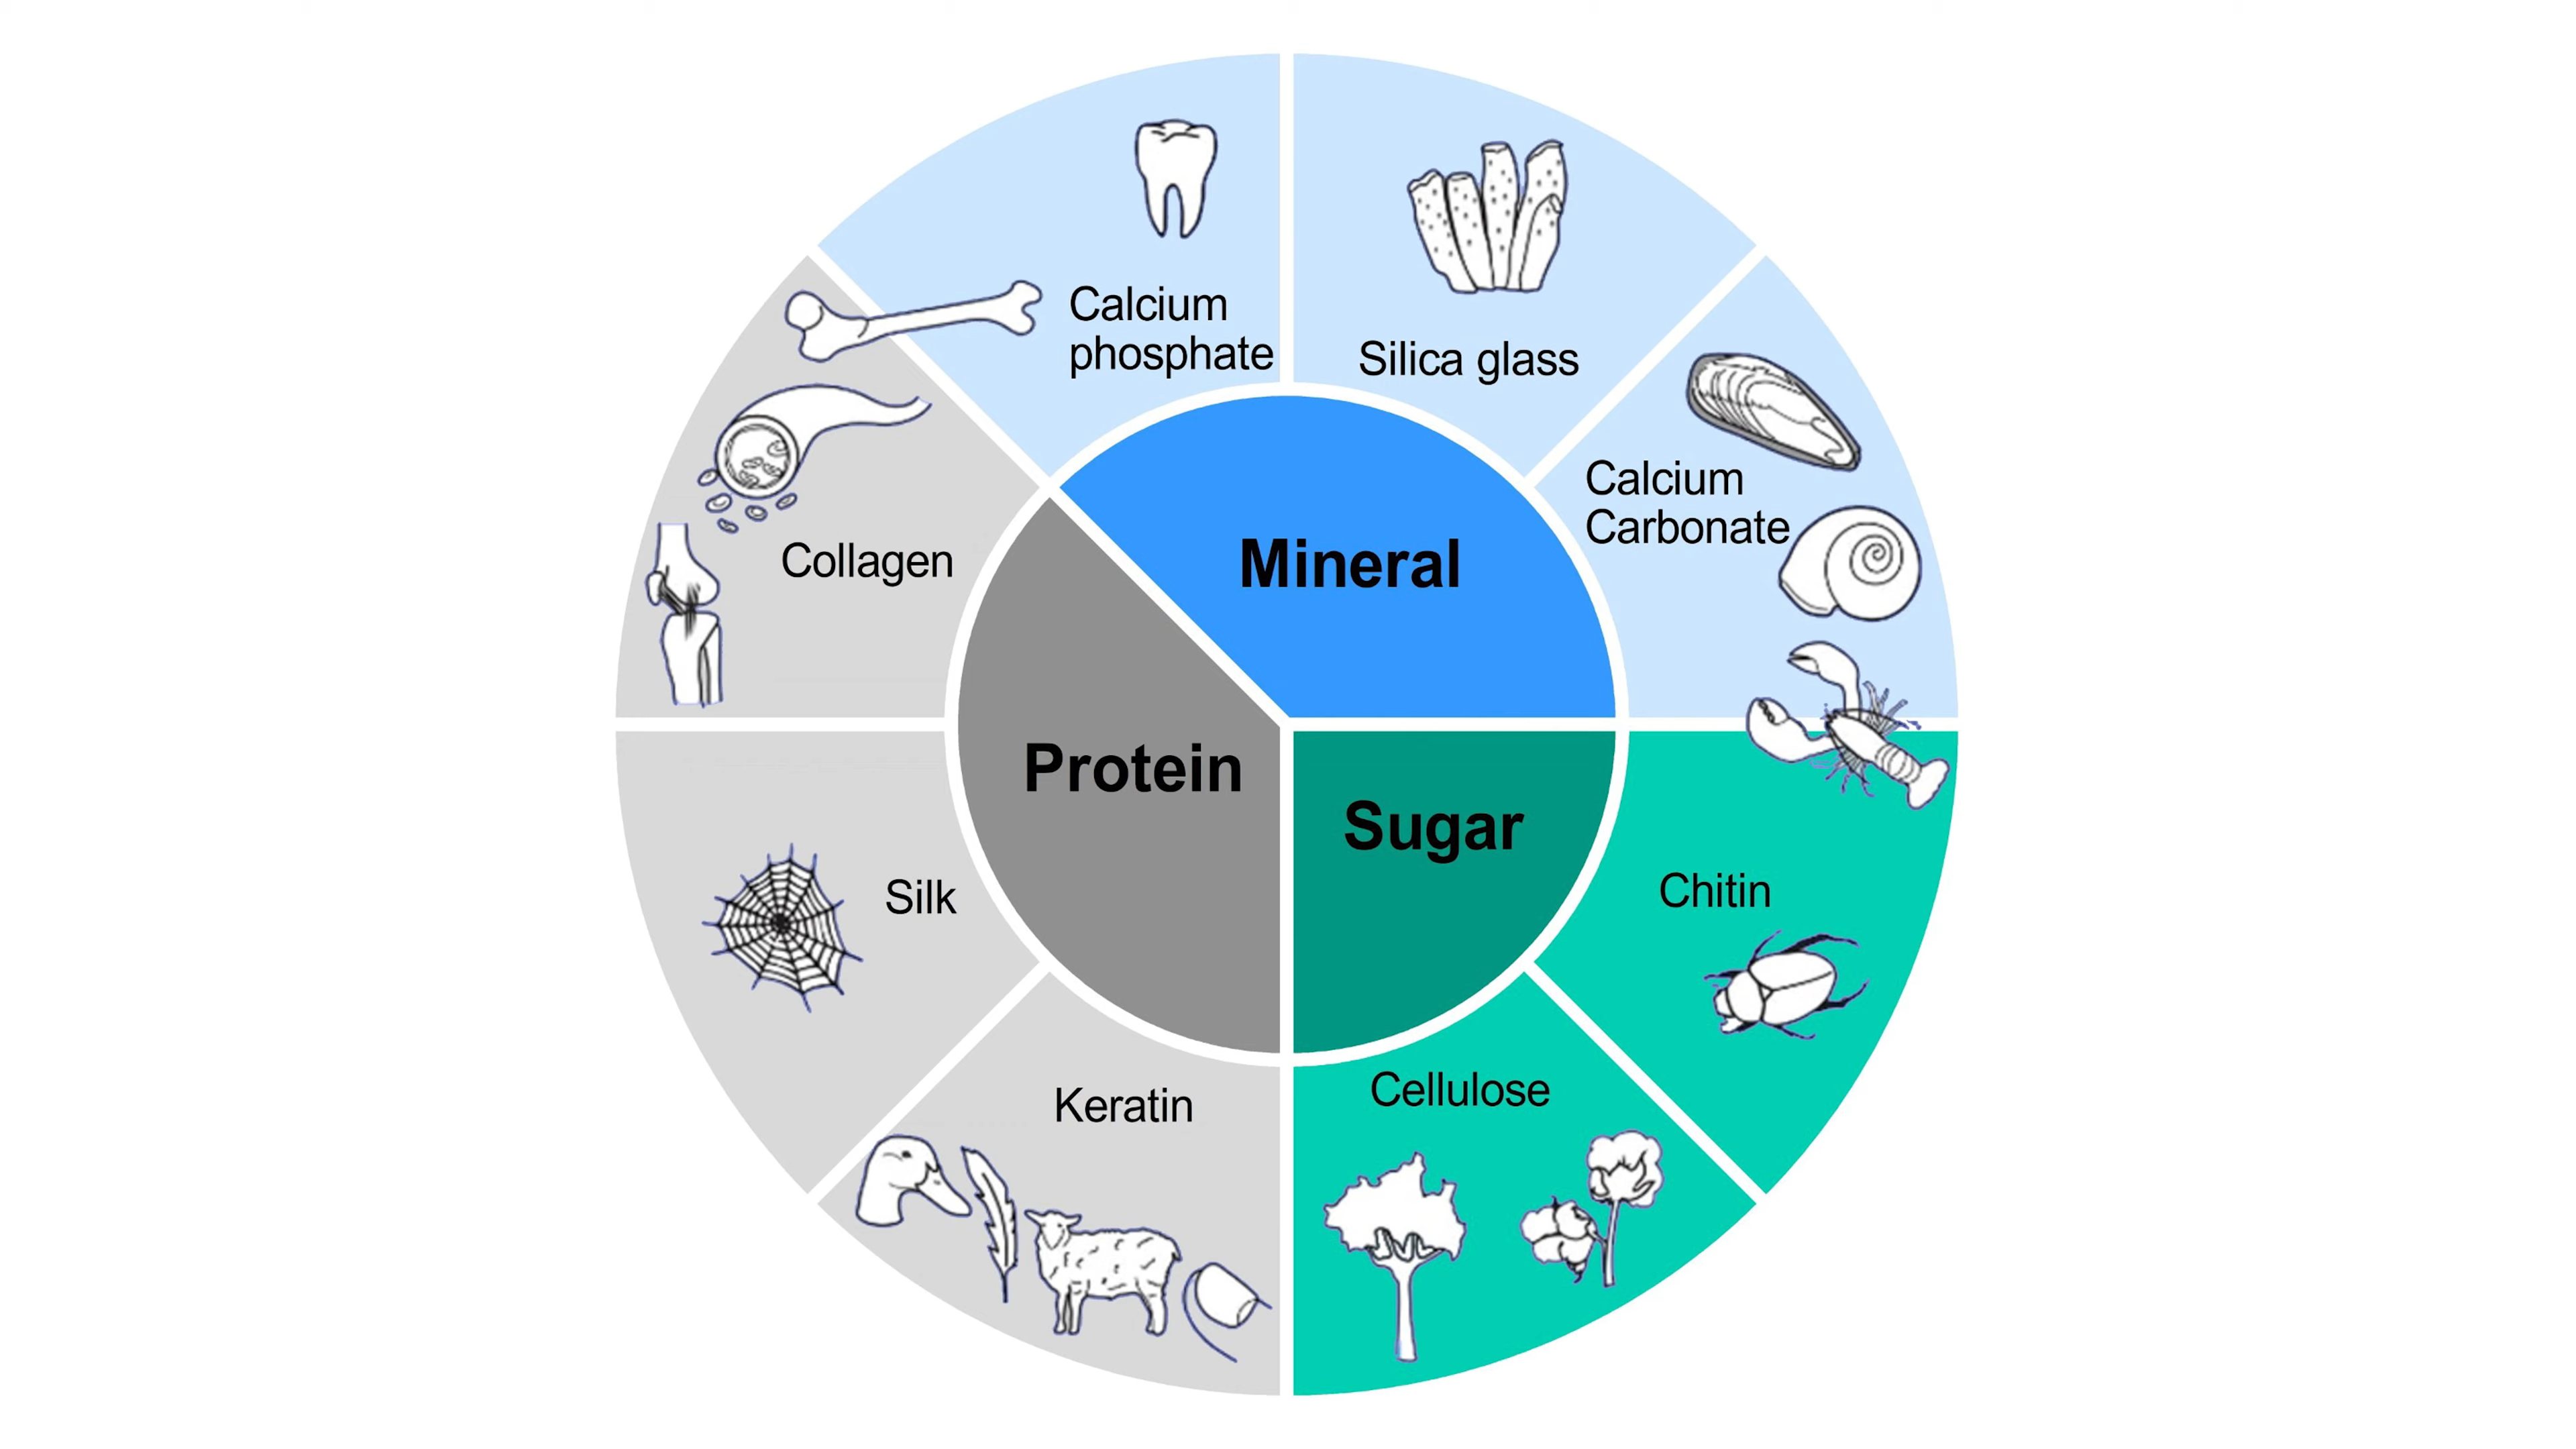 Calcium
phosphate
Silica glass
Calcium
Carbonate
Mineral
Collagen
Protein
Sugar
Silk
Chitin
Keratin
Cellulose